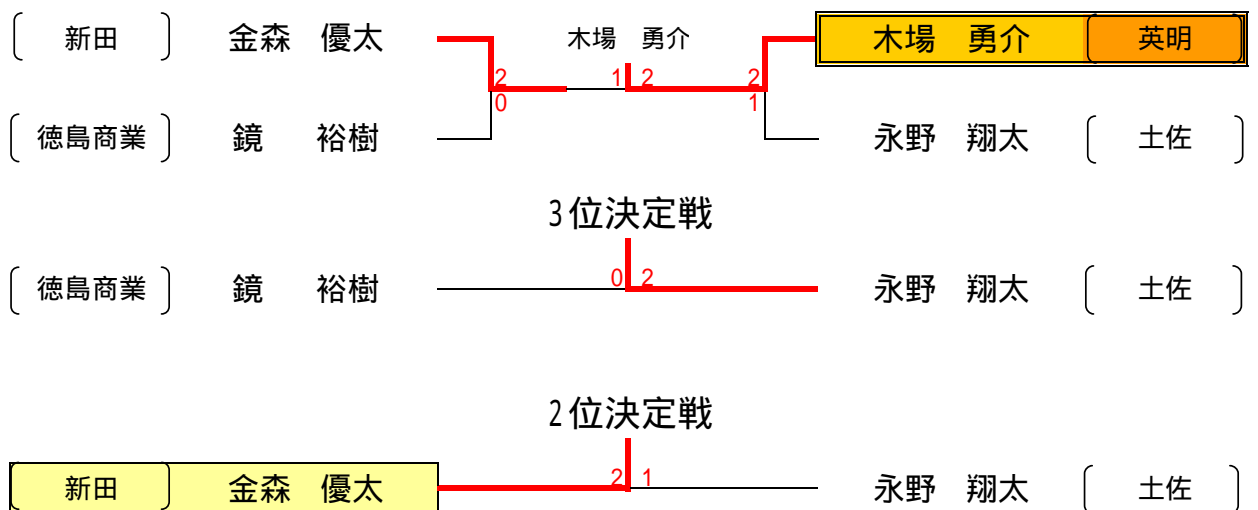 新田 金森 優太 木場 勇介 木場 勇介 英明
2 1 2 2
0 1
徳島商業 鏡 裕樹 永野 翔太 土佐
3位決定戦
徳島商業 鏡 裕樹 0 2 永野 翔太 土佐
2位決定戦
新田 金森 優太 2 1 永野 翔太 土佐